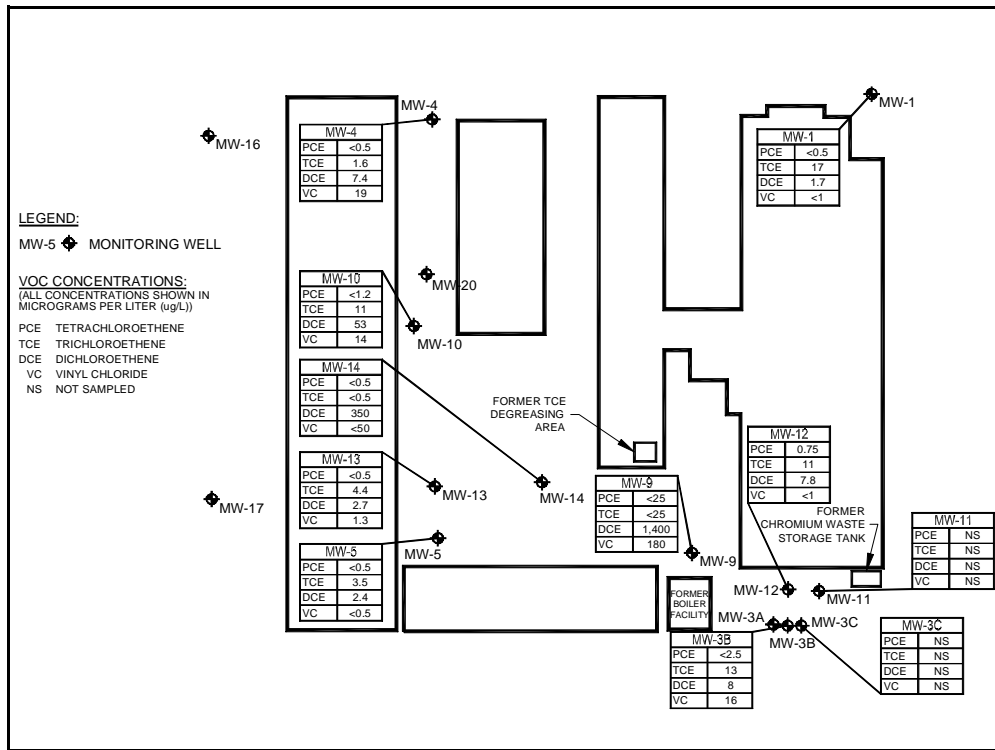 MW-4
MW-1
MW-16
MW-4
PCE <0.5
TCE 1.6
DCE 7.4
VC 19
MW-1
PCE <0.5
TCE 17
DCE 1.7
VC <1
LEGEND:
MW-5 MONITORING WELL
VOC CONCENTRATIONS:
(ALL CONCENTRATIONS SHOWN IN
MICROGRAMS PER LITER (ug/L))
PCE TETRACHLOROETHENE
TCE TRICHLOROETHENE
DCE DICHLOROETHENE
VC VINYL CHLORIDE
NS NOT SAMPLED
MW-10
PCE <1.2
TCE 11
DCE 53
VC 14
MW-20
MW-10
MW-14
PCE <0.5
TCE <0.5
DCE 350
VC <50
FORMER TCE
DEGREASING
AREA
MW-12
PCE 0.75
TCE 11
DCE 7.8
VC <1
MW-13
PCE <0.5
TCE 4.4
DCE 2.7
VC 1.3
MW-17
MW-13
MW-14
MW-9
PCE <25
TCE <25
DCE 1,400
VC 180
FORMER
CHROMIUM WASTE
STORAGE TANK
MW-11
PCE NS
TCE NS
DCE NS
VC NS
MW-5
PCE <0.5
TCE 3.5
DCE 2.4
VC <0.5
MW-5
MW-9
FORMER
BOILER
FACILITY
MW-12
MW-11
MW-3A
MW-3C
MW-3B
MW-3B
PCE <2.5
TCE 13
DCE 8
VC 16
MW-3C
PCE NS
TCE NS
DCE NS
VC NS